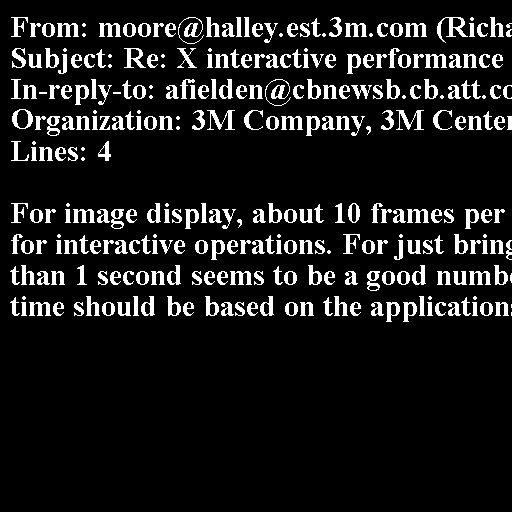 From: moore@halley.est.3m.com (Richa
Subject: Re: X interactive performance
In-reply-to: afielden@cbnewsb.cb.att.co
Organization: 3M Company, 3M Center
Lines: 4

For image display, about 10 frames per
for interactive operations. For just bring
than 1 second seems to be a good numbe
time should be based on the applications